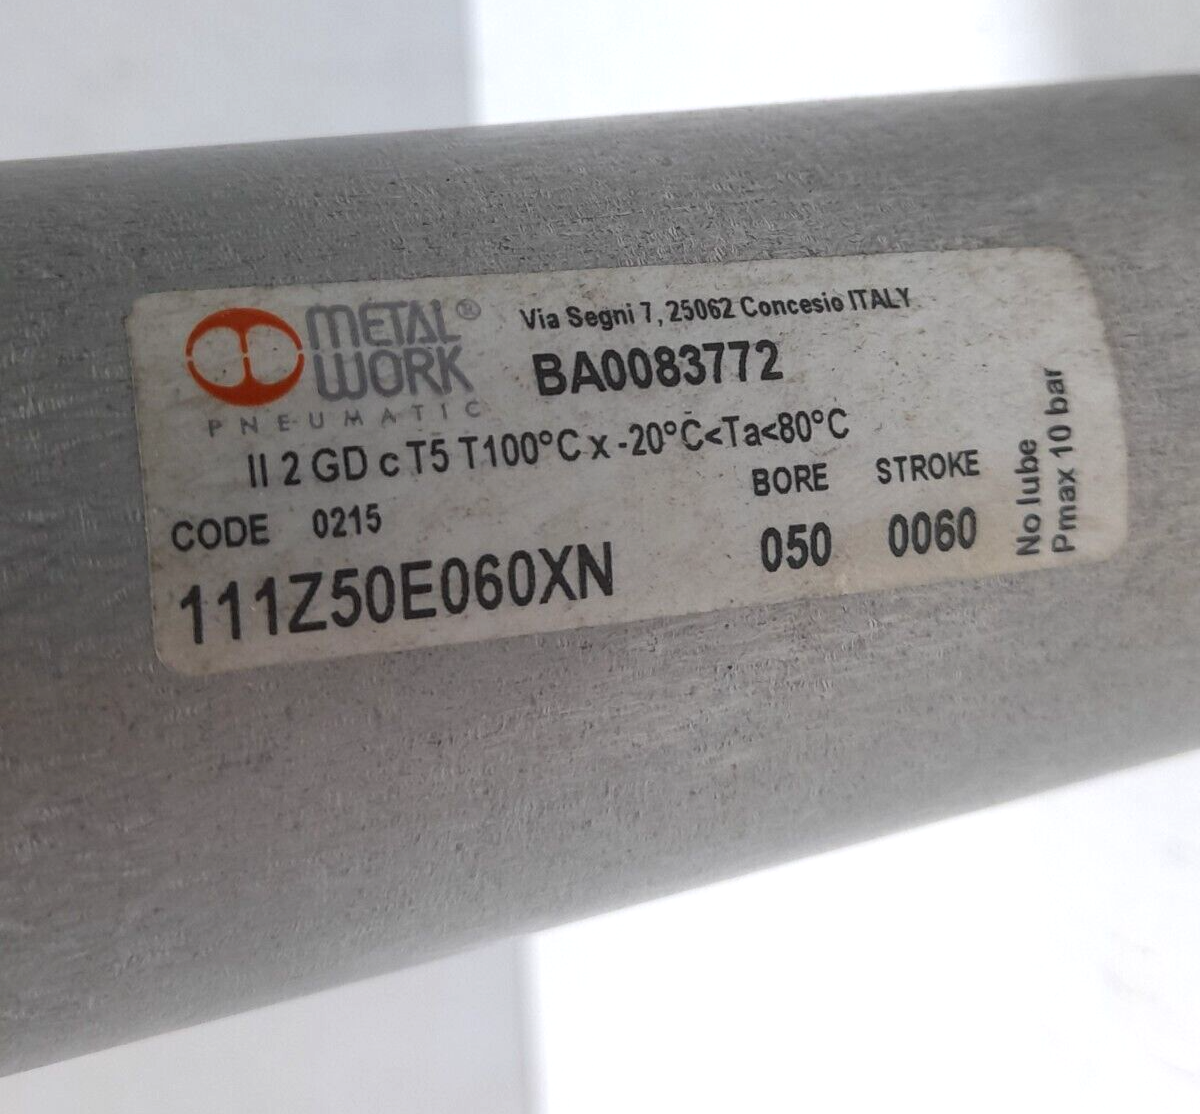 METAL® WORK
PNEUMATIC
Via Segni 7, 25062 Concesio ITALY
BA0083772
II 2 GD c T5 T100°C x -20°C<Ta<80°C
CODE 0215
111Z50E060XN
BORE STROKE
050 0060
No lube
Pmax 10 bar